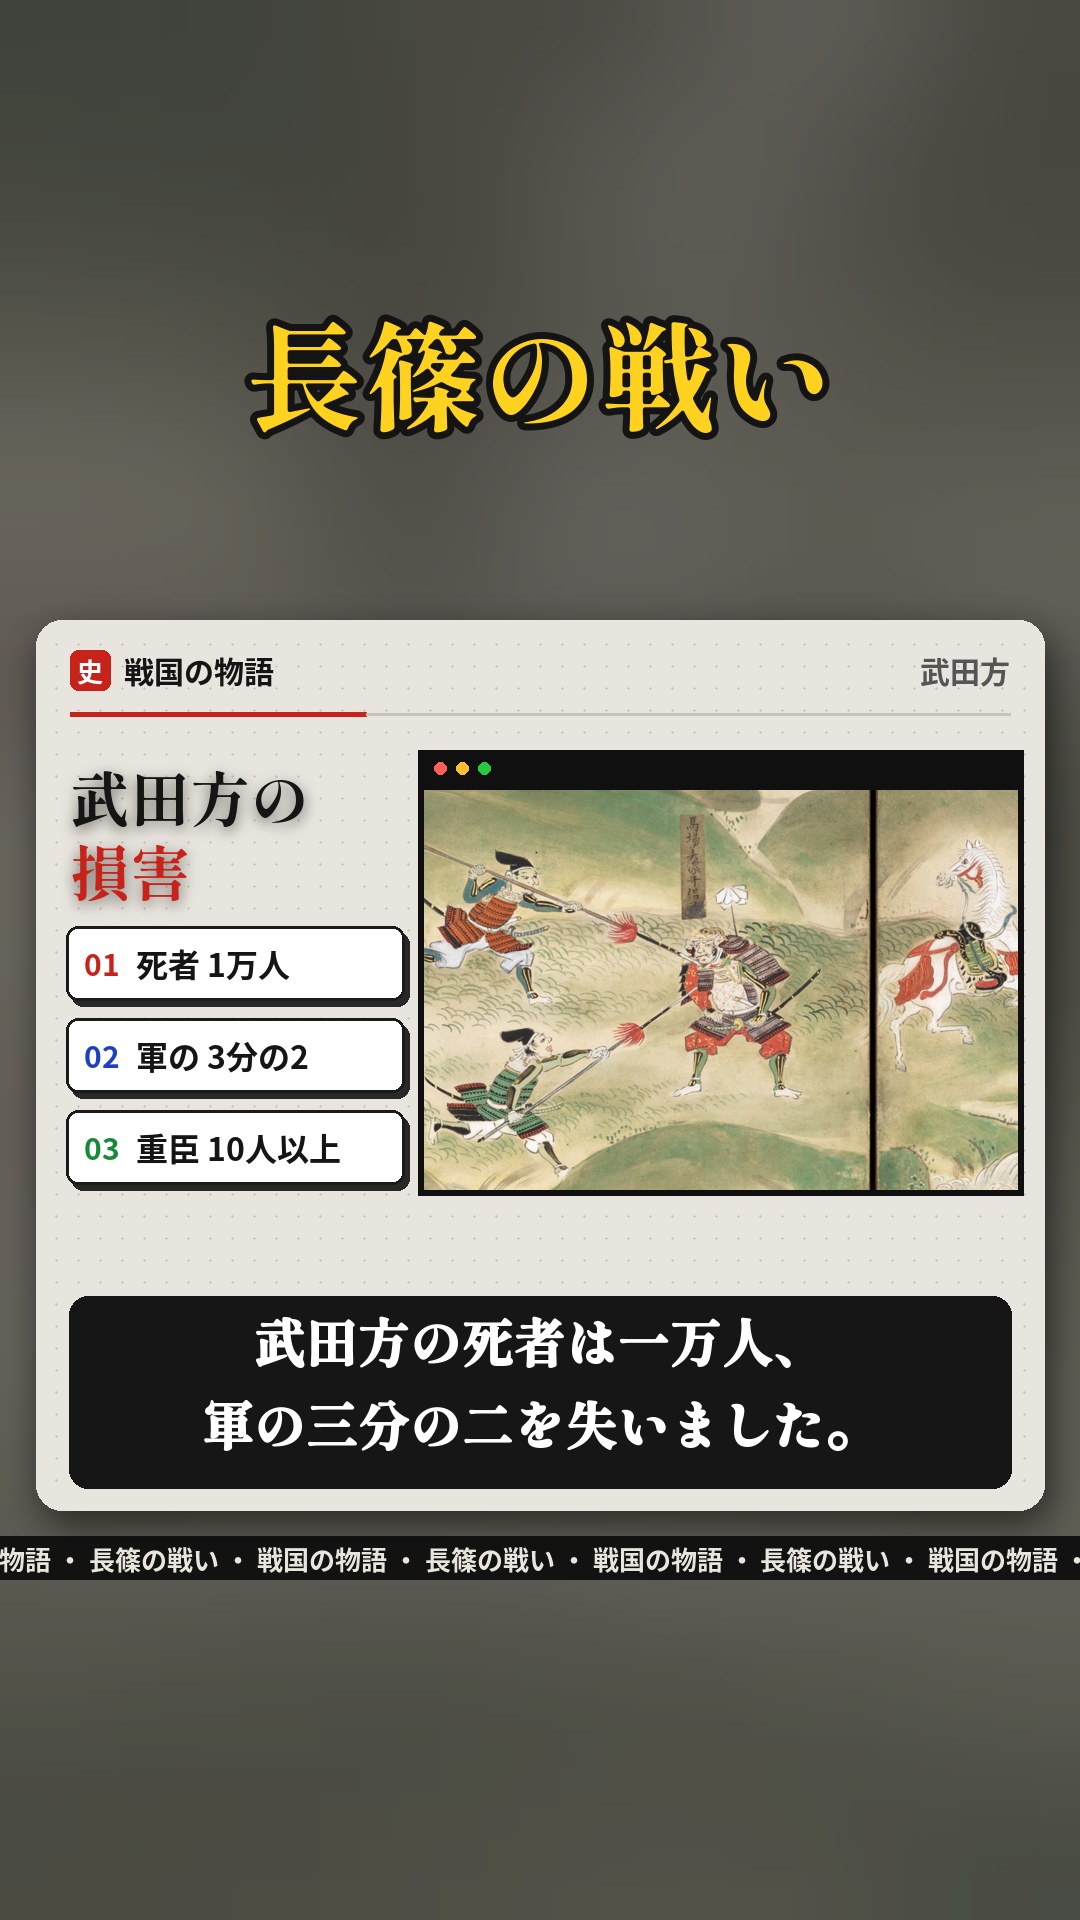 長篠の戦い
史 戦国の物語
武田方
武田方の
損害
01 死者 1万人
02 軍の 3分の2
03 重臣 10人以上
武田方の死者は一万人、
軍の三分の二を失いました。
物語 ・ 長篠の戦い ・ 戦国の物語 ・ 長篠の戦い ・ 戦国の物語 ・ 長篠の戦い ・ 戦国の物語 ・